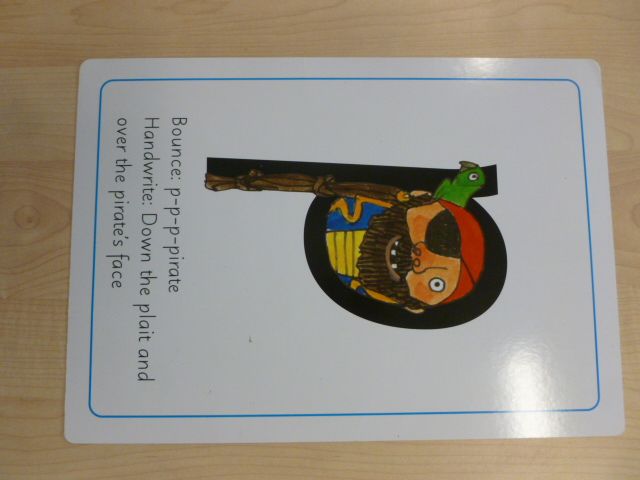 Bounce: p-p-p-pirate
Handwrite: Down the plait and
over the pirate's face